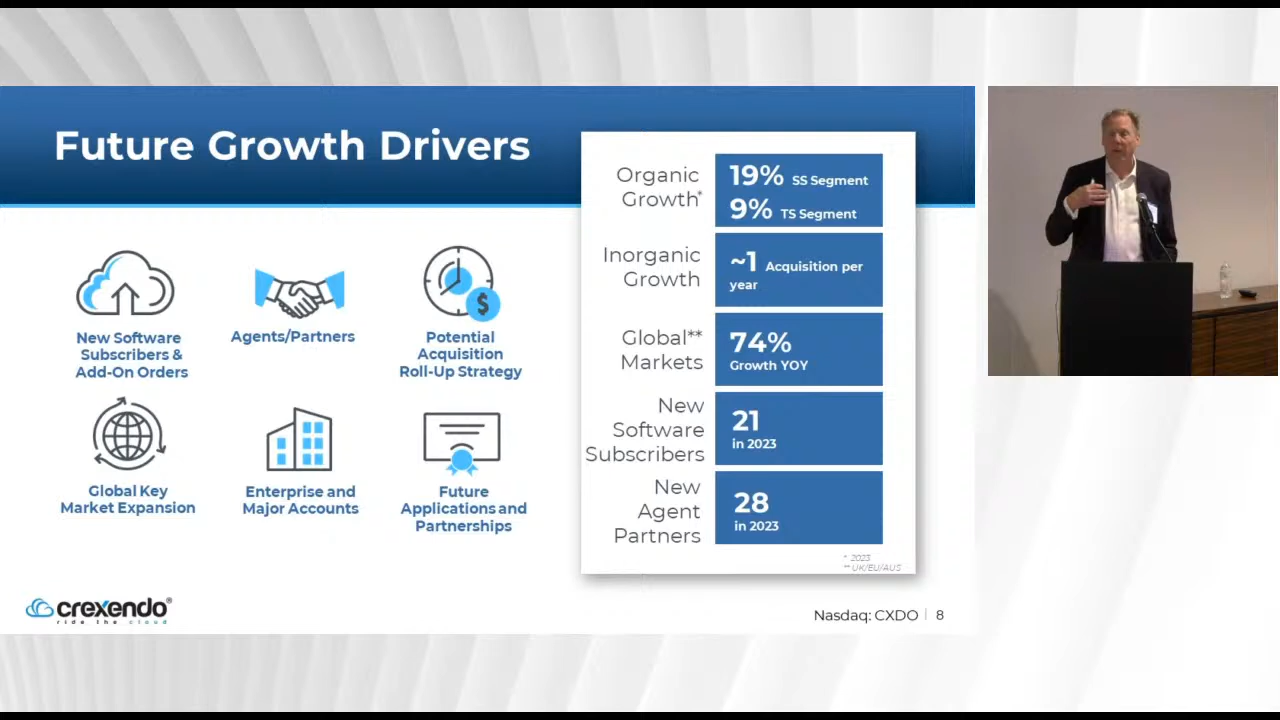 Future Growth Drivers
New Software
Subscribers &
Add-On Orders
Agents/Partners
Potential
Acquisition
Roll-Up Strategy
$
Global Key
Market Expansion
Enterprise and
Major Accounts
Future
Applications and
Partnerships
Organic
Growth*
19% SS Segment
9% TS Segment
Inorganic
Growth
~1 Acquisition per
year
Global**
Markets
74%
Growth YOY
New
Software
Subscribers
21
in 2023
New
Agent
Partners
28
in 2023
* 2023
** UK/EU/AUS
crexendo®
ride the cloud
Nasdaq: CXDO | 8